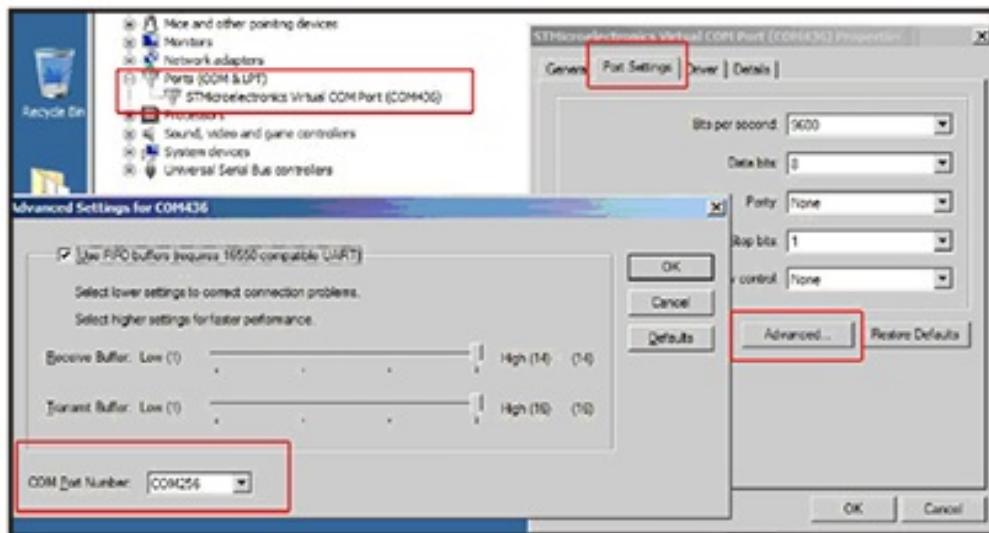 Mice and other pointing devices
Monitors
Network adapters
Ports (COM & LPT)
STMicroelectronics Virtual COM Port (COM436)
Processors
Sound, video and game controllers
System devices
Universal Serial Bus controllers
Recycle Bin
STMicroelectronics Virtual COM Port (COM436) Properties
General Port Settings Driver Details
Bits per second: 9600
Data bits: 8
Parity: None
Stop bits: 1
control: None
Advanced... Restore Defaults
OK Cancel
Advanced Settings for COM436
Use FIFO buffers (requires 16550 compatible UART)
Select lower settings to correct connection problems.
Select higher settings for faster performance.
Receive Buffer: Low (1) High (14) (14)
Transmit Buffer: Low (1) High (16) (16)
COM Port Number: COM256
OK
Cancel
Defaults